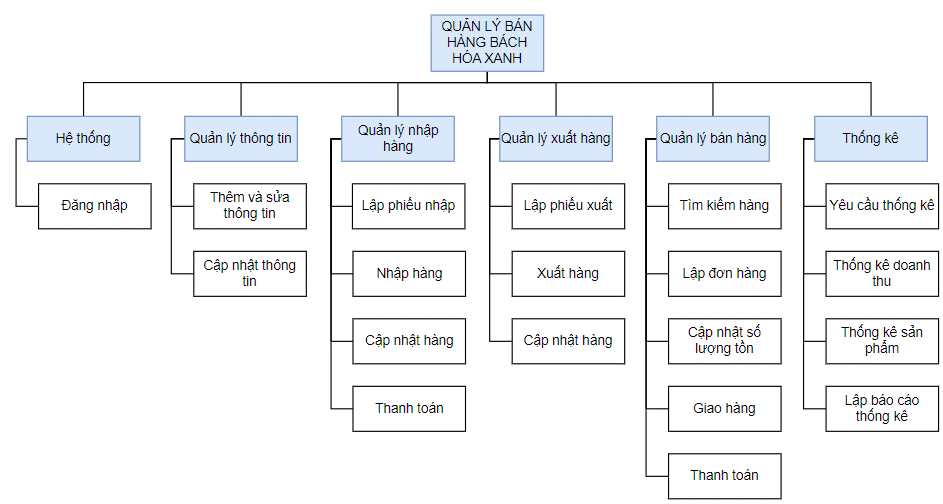 QUẢN LÝ BÁN
HÀNG BÁCH
HÓA XANH
Hệ thống
Quản lý thông tin
Quản lý nhập
hàng
Quản lý xuất hàng
Quản lý bán hàng
Thống kê
Đăng nhập
Thêm và sửa
thông tin
Lập phiếu nhập
Lập phiếu xuất
Tìm kiếm hàng
Yêu cầu thống kê
Cập nhật thông
tin
Nhập hàng
Xuất hàng
Lập đơn hàng
Thống kê doanh
thu
Cập nhật hàng
Cập nhật hàng
Cập nhật số
lượng tồn
Thống kê sản
phẩm
Thanh toán
Giao hàng
Lập báo cáo
thống kê
Thanh toán